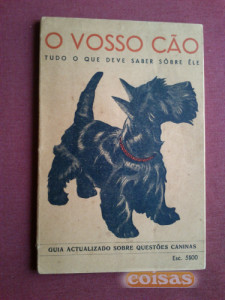 O VOSSO CÃO
TUDO O QUE DEVE SABER SÔBRE ÊLE
GUIA ACTUALIZADO SOBRE QUESTÕES CANINAS
Esc. 5$00
coisas